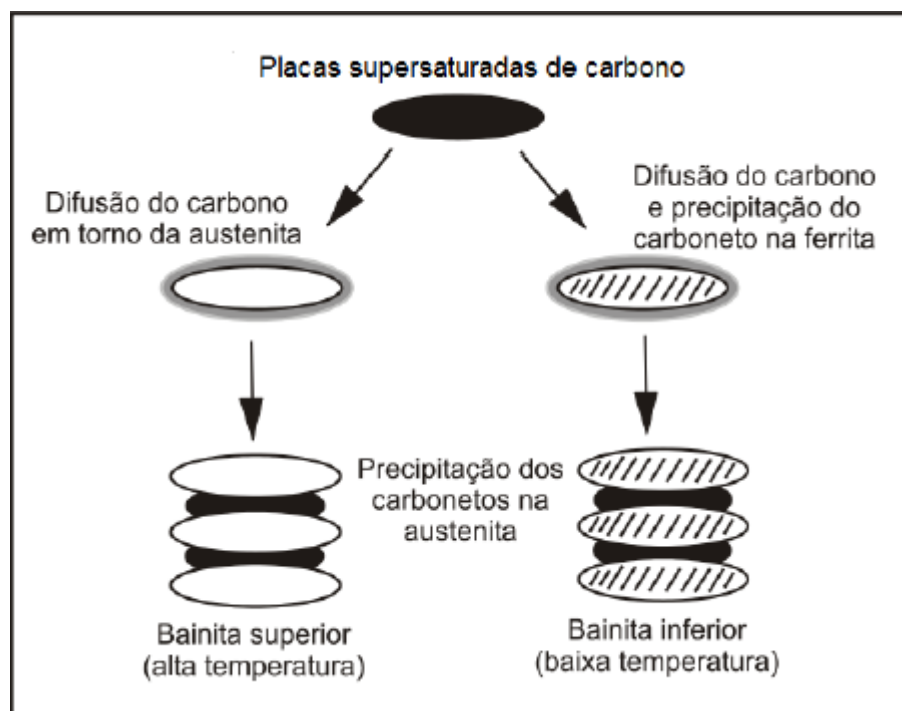 Placas supersaturadas de carbono
Difusão do carbono
em torno da austenita
Difusão do carbono
e precipitação do
carboneto na ferrita
Precipitação dos
carbonetos na
austenita
Bainita superior
(alta temperatura)
Bainita inferior
(baixa temperatura)